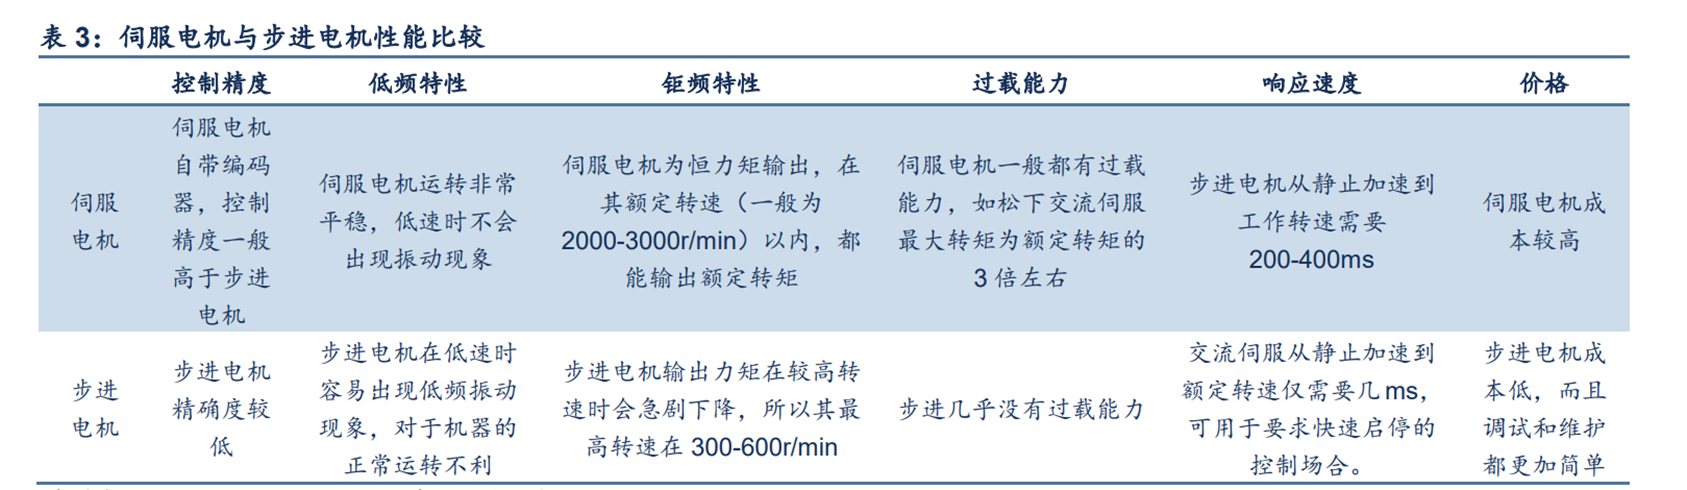 表 3：伺服电机与步进电机性能比较
控制精度 低频特性 钜频特性 过载能力 响应速度 价格
伺服
电机
伺服电机
自带编码
器，控制
精度一般
高于步进
电机
伺服电机运转非常
平稳，低速时不会
出现振动现象
伺服电机为恒力矩输出，在
其额定转速（一般为
2000-3000r/min）以内，都
能输出额定转矩
伺服电机一般都有过载
能力，如松下交流伺服
最大转矩为额定转矩的
3 倍左右
步进电机从静止加速到
工作转速需要
200-400ms
伺服电机成
本较高
步进
电机
步进电机
精确度较
低
步进电机在低速时
容易出现低频振动
现象，对于机器的
正常运转不利
步进电机输出力矩在较高转
速时会急剧下降，所以其最
高转速在 300-600r/min
步进几乎没有过载能力
交流伺服从静止加速到
额定转速仅需要几 ms，
可用于要求快速启停的
控制场合。
步进电机成
本低，而且
调试和维护
都更加简单